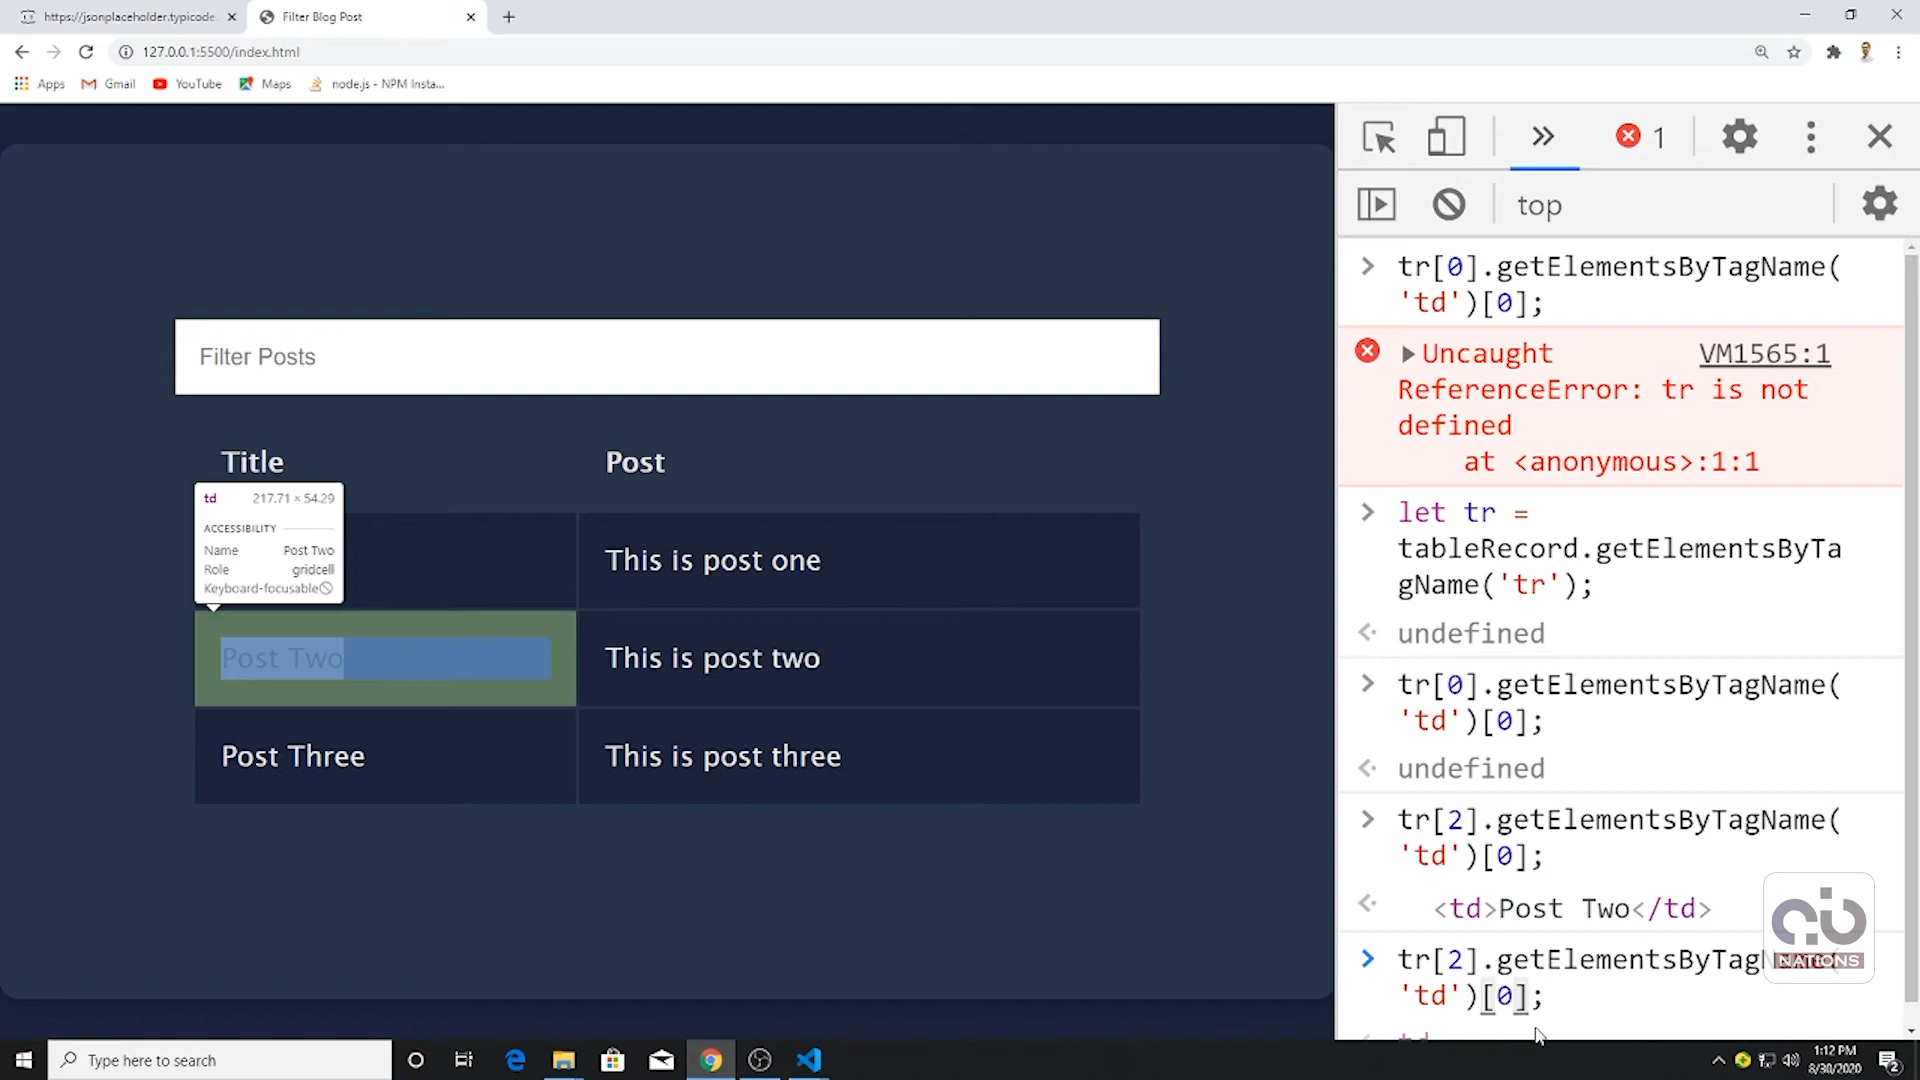 https://jsonplaceholder.typicode
Filter Blog Post
127.0.0.1:5500/index.html
Apps
Gmail
YouTube
Maps
node.js - NPM Insta...
1
top
Filter Posts
Title
Post
td 217.71 × 54.29
ACCESSIBILITY
Name Post Two
Role gridcell
Keyboard-focusable
This is post one
Post Two
This is post two
Post Three
This is post three
tr[0].getElementsByTagName(
'td')[0];
Uncaught VM1565:1
ReferenceError: tr is not
defined
at <anonymous>:1:1
let tr =
tableRecord.getElementsByTa
gName('tr');
undefined
tr[0].getElementsByTagName(
'td')[0];
undefined
tr[2].getElementsByTagName(
'td')[0];
<td>Post Two</td>
tr[2].getElementsByTagName(
'td')[0];
NATIONS
Type here to search
1:12 PM
8/30/2020
2